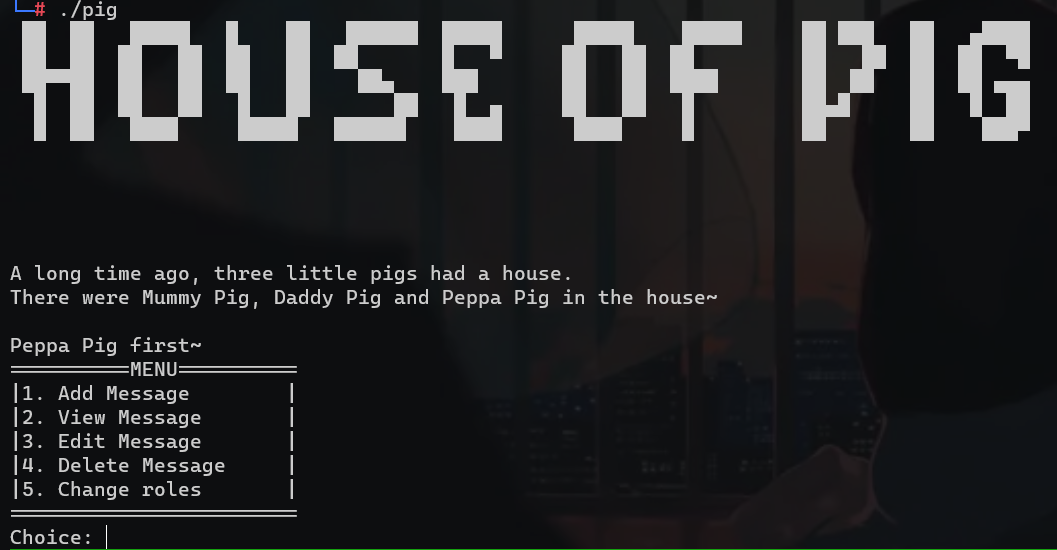 └─# ./pig
HOUSE OF PIG
A long time ago, three little pigs had a house.
There were Mummy Pig, Daddy Pig and Peppa Pig in the house~
Peppa Pig first~
══════════MENU══════════
|1. Add Message        |
|2. View Message       |
|3. Edit Message       |
|4. Delete Message     |
|5. Change roles       |
════════════════════════
Choice: